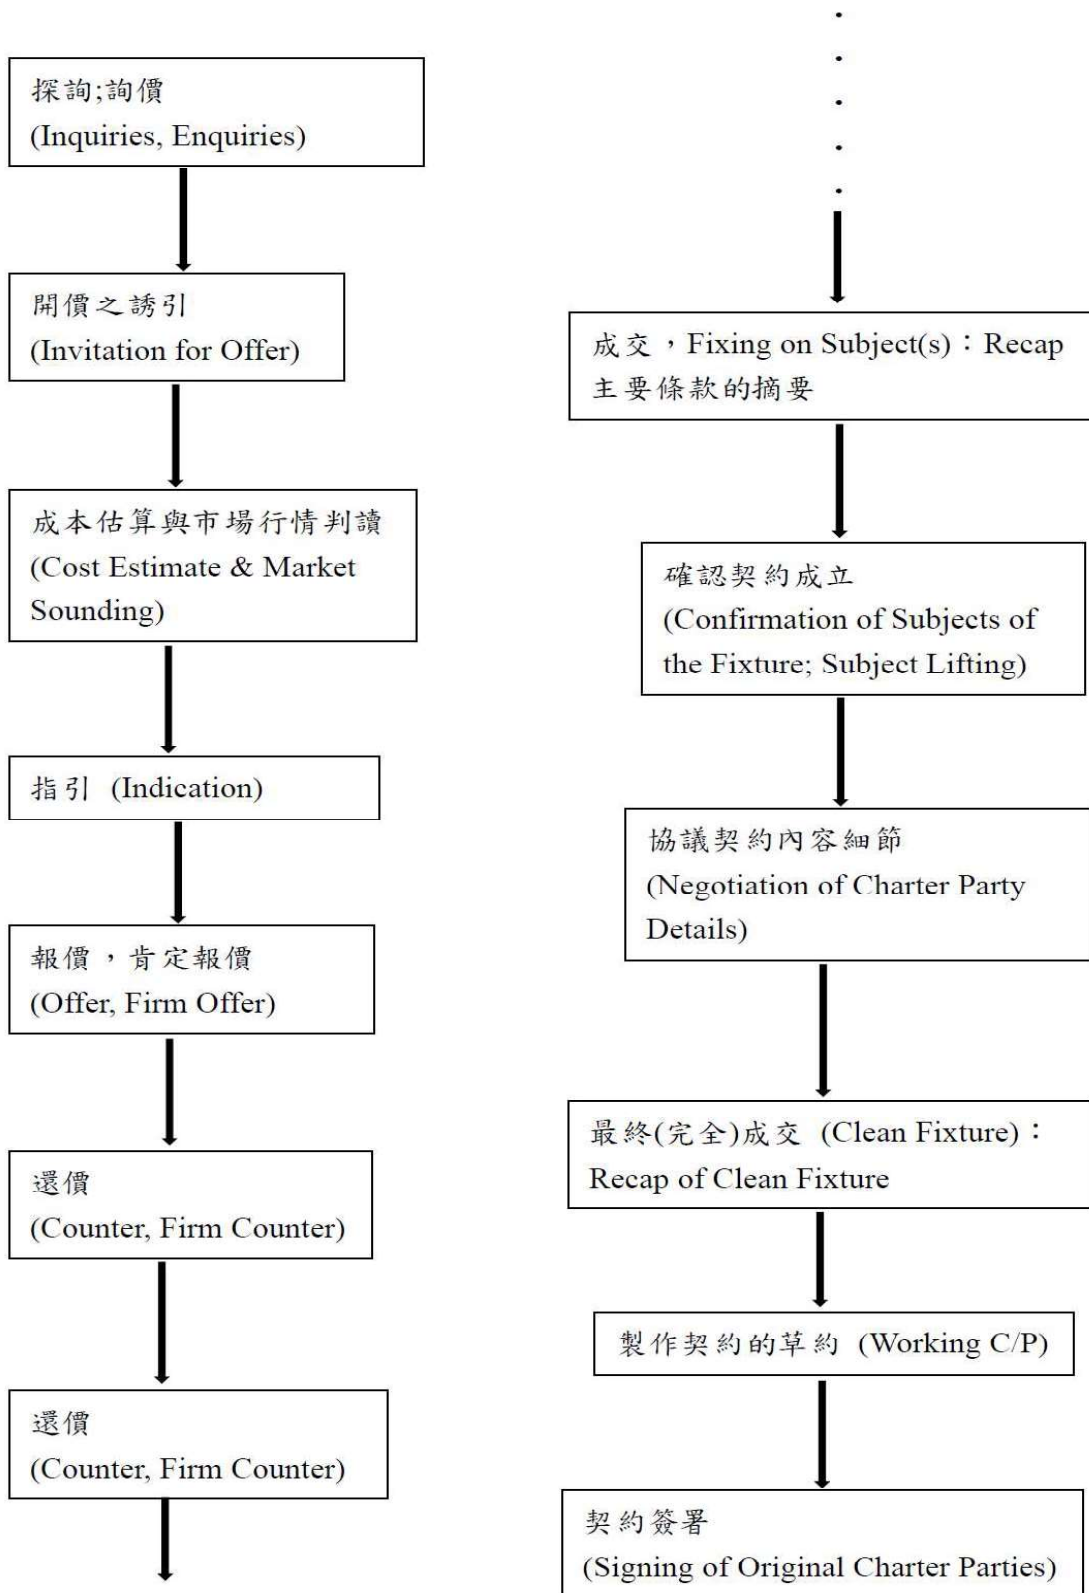 探詢;詢價
(Inquiries, Enquiries)
開價之誘引
(Invitation for Offer)
成本估算與市場行情判讀
(Cost Estimate & Market
Sounding)
指引 (Indication)
報價，肯定報價
(Offer, Firm Offer)
還價
(Counter, Firm Counter)
還價
(Counter, Firm Counter)
成交，Fixing on Subject(s)：Recap
主要條款的摘要
確認契約成立
(Confirmation of Subjects of
the Fixture; Subject Lifting)
協議契約內容細節
(Negotiation of Charter Party
Details)
最終(完全)成交 (Clean Fixture)：
Recap of Clean Fixture
製作契約的草約 (Working C/P)
契約簽署
(Signing of Original Charter Parties)